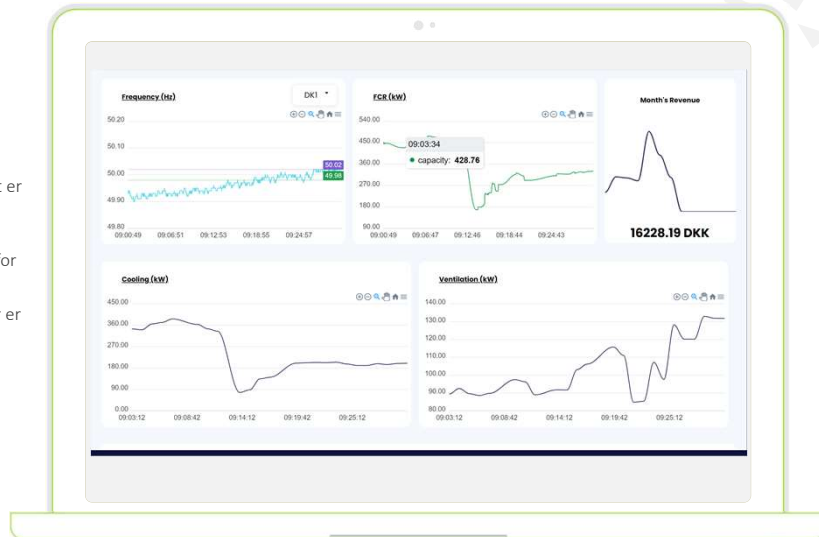 t er
for
er
Frequency (Hz)
DK1
50.20
50.10
50.00
49.90
49.80
50.02
49.98
09:00:49 09:06:51 09:12:53 09:18:55 09:24:57
FCR (kW)
540.00
450.00
360.00
270.00
180.00
90.00
09:03:34
capacity: 428.76
09:00:49 09:06:47 09:12:46 09:18:44 09:24:43
Month's Revenue
16228.19 DKK
Cooling (kW)
450.00
360.00
270.00
180.00
90.00
0.00
09:03:12 09:08:42 09:14:12 09:19:42 09:25:12
Ventilation (kW)
140.00
130.00
120.00
110.00
100.00
90.00
80.00
09:03:12 09:08:42 09:14:12 09:19:42 09:25:12